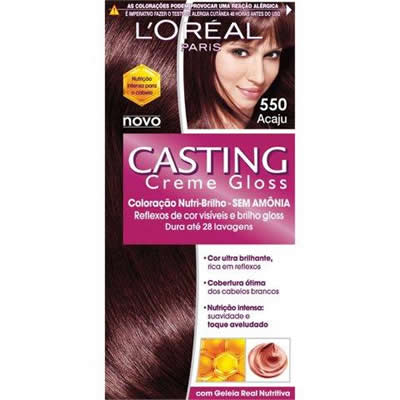 AS COLORAÇÕES PODEM PROVOCAR UMA REAÇÃO ALÉRGICA
É IMPERATIVO FAZER O TESTE DE ALERGIA CUTÂNEA 48 HORAS ANTES DO USO
L'ORÉAL
PARIS
Nutrição
intensa para
o cabelo
novo
550
Acaju
CASTING
Creme Gloss
Coloração Nutri-Brilho - SEM AMÔNIA
Reflexos de cor visíveis e brilho gloss
Dura até 28 lavagens
• Cor ultra brilhante,
rica em reflexos
• Cobertura ótima
dos cabelos brancos
• Nutrição intensa:
suavidade e
toque aveludado
com Geleia Real Nutritiva